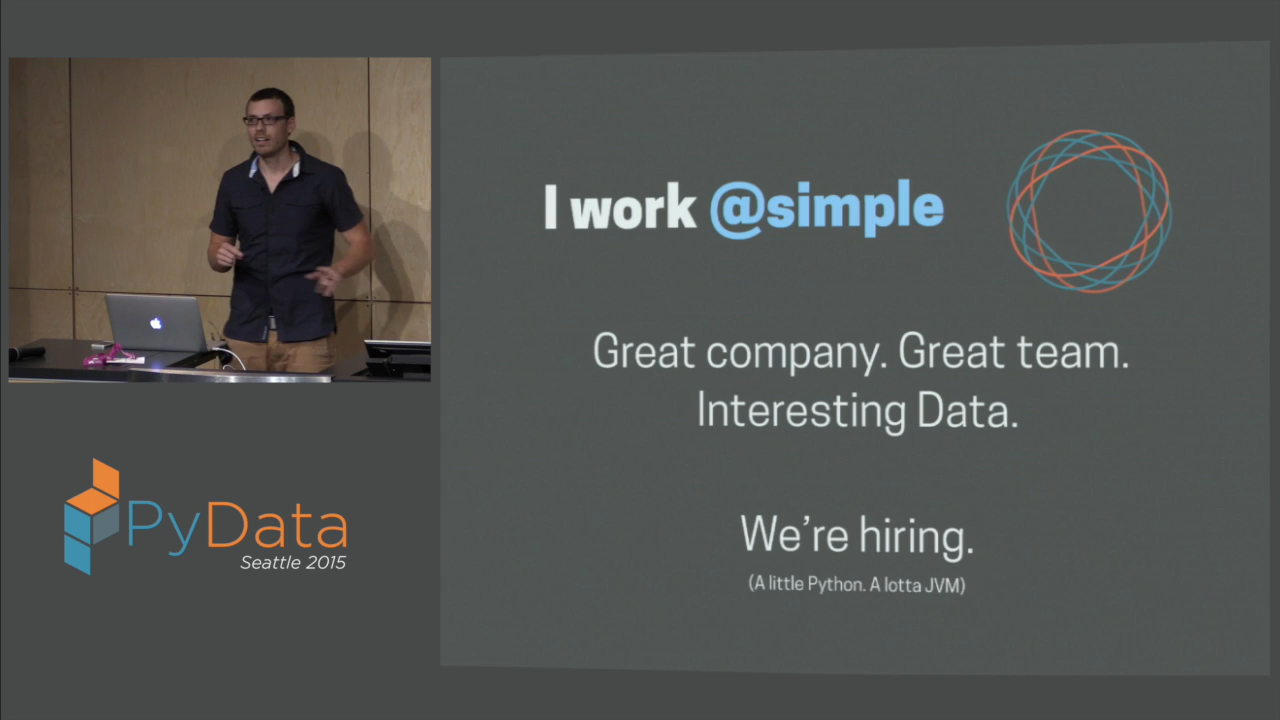 I work @simple
Great company. Great team.
Interesting Data.
We're hiring.
(A little Python. A lotta JVM)
PyData
Seattle 2015